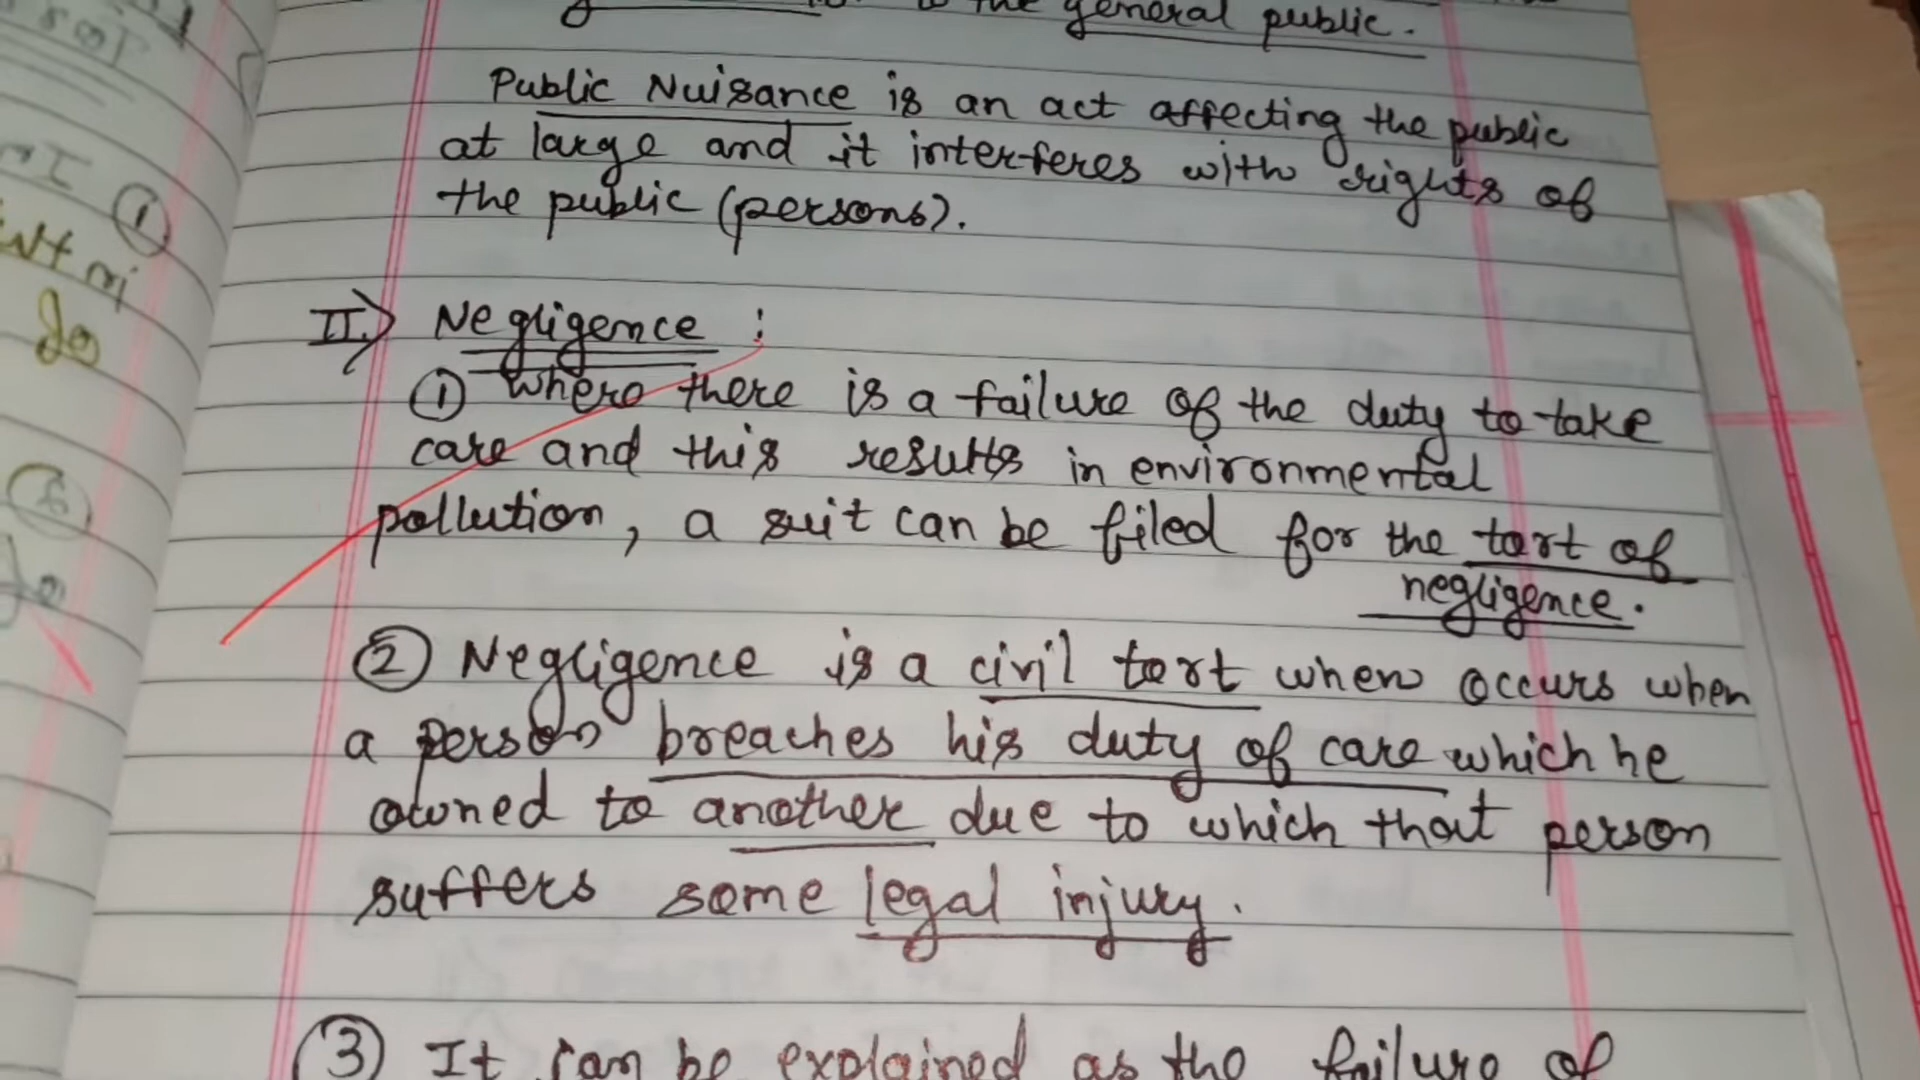 the general public.
Public Nuisance is an act affecting the public
at large and it interferes with rights of
the public (persons).
II.) Negligence :
① where there is a failure of the duty to take
care and this results in environmental
pollution, a suit can be filed for the tort of
negligence.
② Negligence is a civil tort when occurs when
a person breaches his duty of care which he
owned to another due to which that person
suffers some legal injury.
③ It can be explained as the failure of